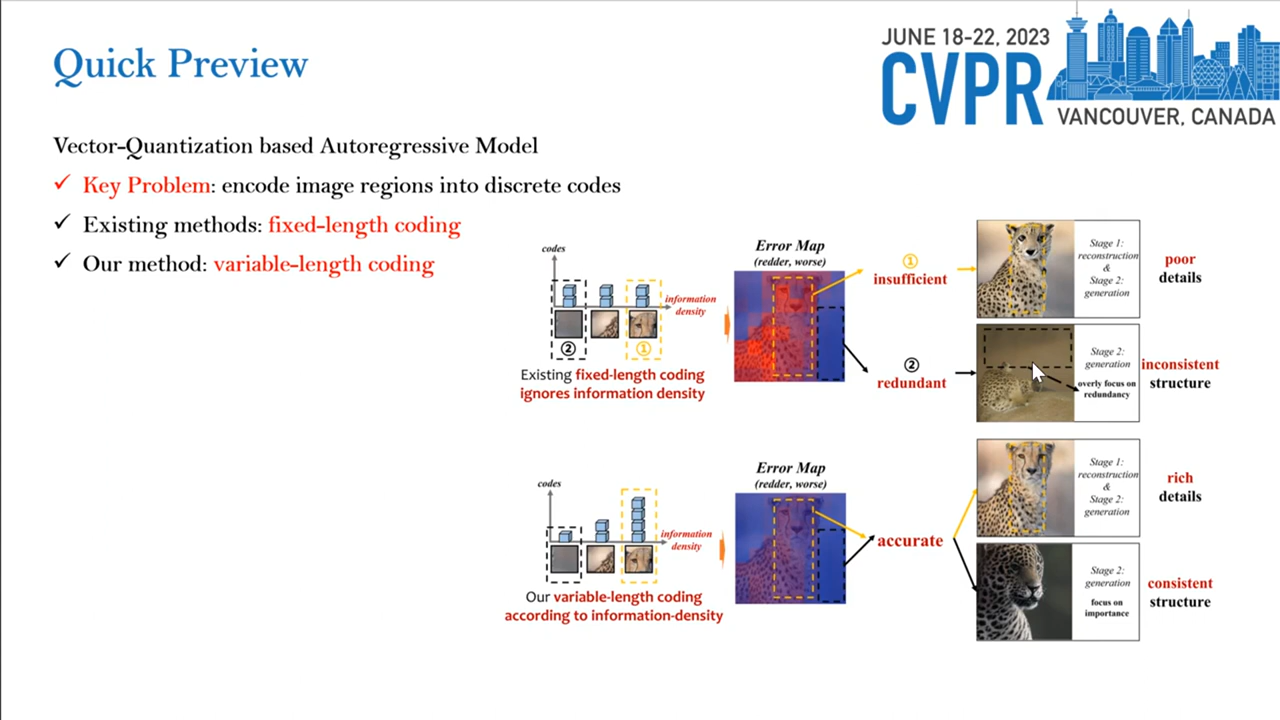 Quick Preview
JUNE 18-22, 2023
CVPR
VANCOUVER, CANADA
Vector-Quantization based Autoregressive Model
✓ Key Problem: encode image regions into discrete codes
✓ Existing methods: fixed-length coding
✓ Our method: variable-length coding
codes
information
density
②
①
Existing fixed-length coding
ignores information density
Error Map
(redder, worse)
①
insufficient
②
redundant
Stage 1:
reconstruction
&
Stage 2:
generation
poor
details
Stage 2:
generation
overly focus on
redundancy
inconsistent
structure
codes
information
density
Our variable-length coding
according to information-density
Error Map
(redder, worse)
accurate
Stage 1:
reconstruction
&
Stage 2:
generation
rich
details
Stage 2:
generation
focus on
importance
consistent
structure